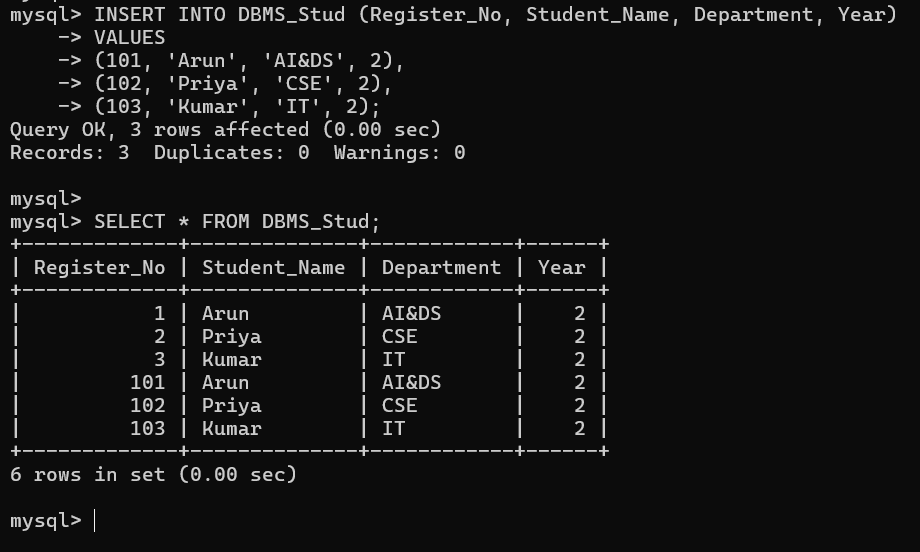 mysql> INSERT INTO DBMS_Stud (Register_No, Student_Name, Department, Year)
    -> VALUES
    -> (101, 'Arun', 'AI&DS', 2),
    -> (102, 'Priya', 'CSE', 2),
    -> (103, 'Kumar', 'IT', 2);
Query OK, 3 rows affected (0.00 sec)
Records: 3  Duplicates: 0  Warnings: 0

mysql>
mysql> SELECT * FROM DBMS_Stud;
+-------------+--------------+------------+------+
| Register_No | Student_Name | Department | Year |
+-------------+--------------+------------+------+
|           1 | Arun         | AI&DS      |    2 |
|           2 | Priya        | CSE        |    2 |
|           3 | Kumar        | IT         |    2 |
|         101 | Arun         | AI&DS      |    2 |
|         102 | Priya        | CSE        |    2 |
|         103 | Kumar        | IT         |    2 |
+-------------+--------------+------------+------+
6 rows in set (0.00 sec)

mysql>